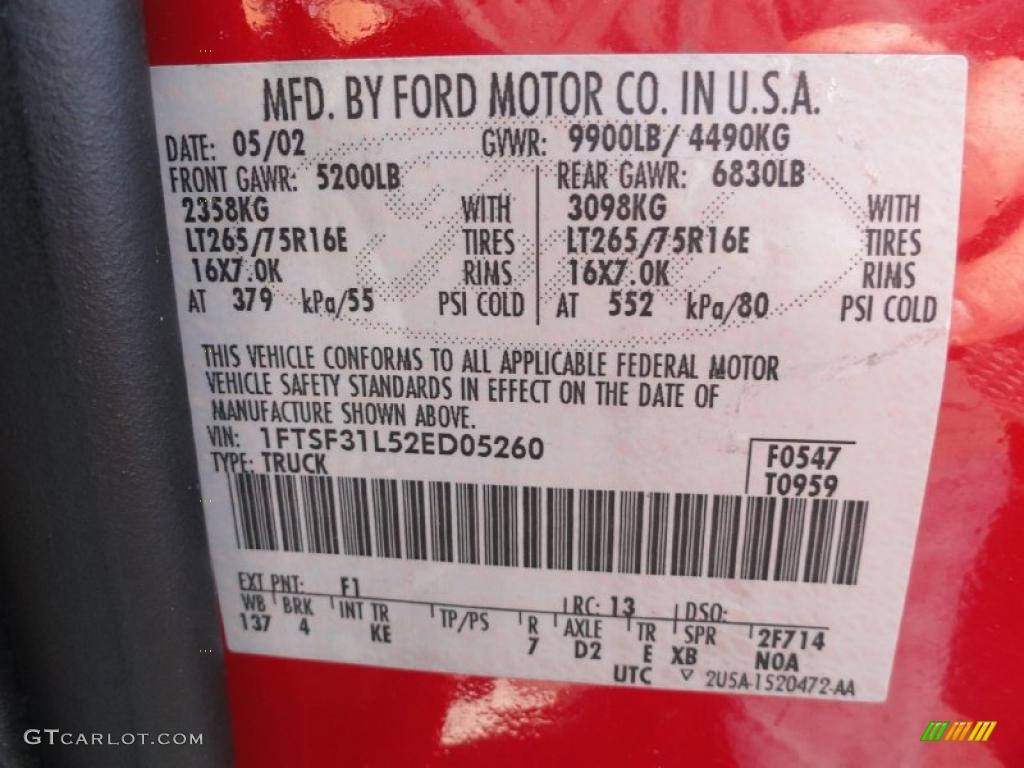 MFD. BY FORD MOTOR CO. IN U.S.A.
DATE: 05/02 GVWR: 9900LB/ 4490KG
FRONT GAWR: 5200LB REAR GAWR: 6830LB
2358KG WITH 3098KG WITH
LT265/75R16E TIRES LT265/75R16E TIRES
16X7.0K RIMS 16X7.0K RIMS
AT 379 kPa/55 PSI COLD AT 552 kPa/80 PSI COLD
THIS VEHICLE CONFORMS TO ALL APPLICABLE FEDERAL MOTOR
VEHICLE SAFETY STANDARDS IN EFFECT ON THE DATE OF
MANUFACTURE SHOWN ABOVE.
VIN: 1FTSF31L52ED05260
TYPE: TRUCK
F0547
T0959
EXT PNT: F1 RC: 13 DSO:
WB BRK INT TR TP/PS R AXLE TR SPR 2F714
137 4 KE 7 D2 E XB N0A
UTC ▽ 2U5A-1520472-AA
GTCARLOT.COM